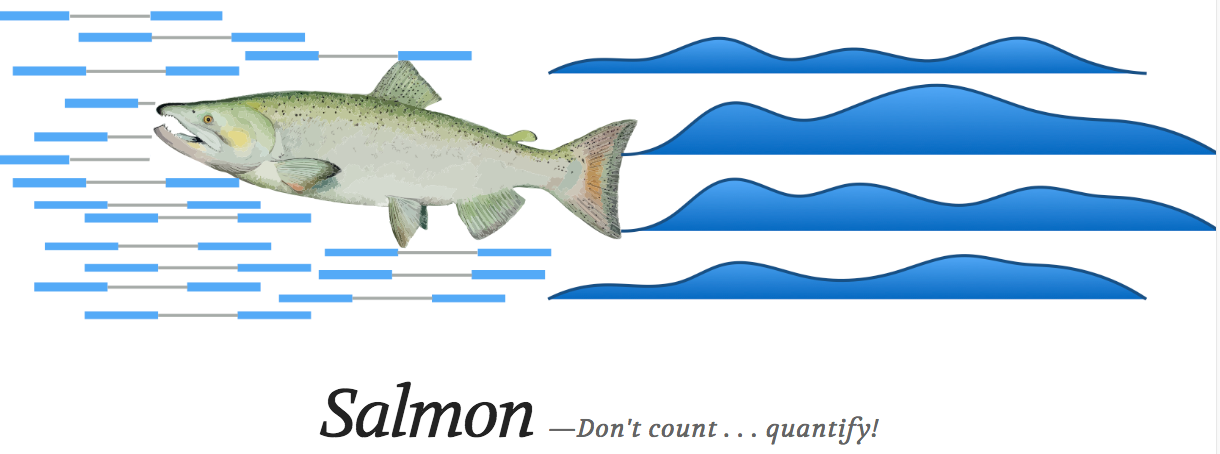 Salmon —Don't count . . . quantify!